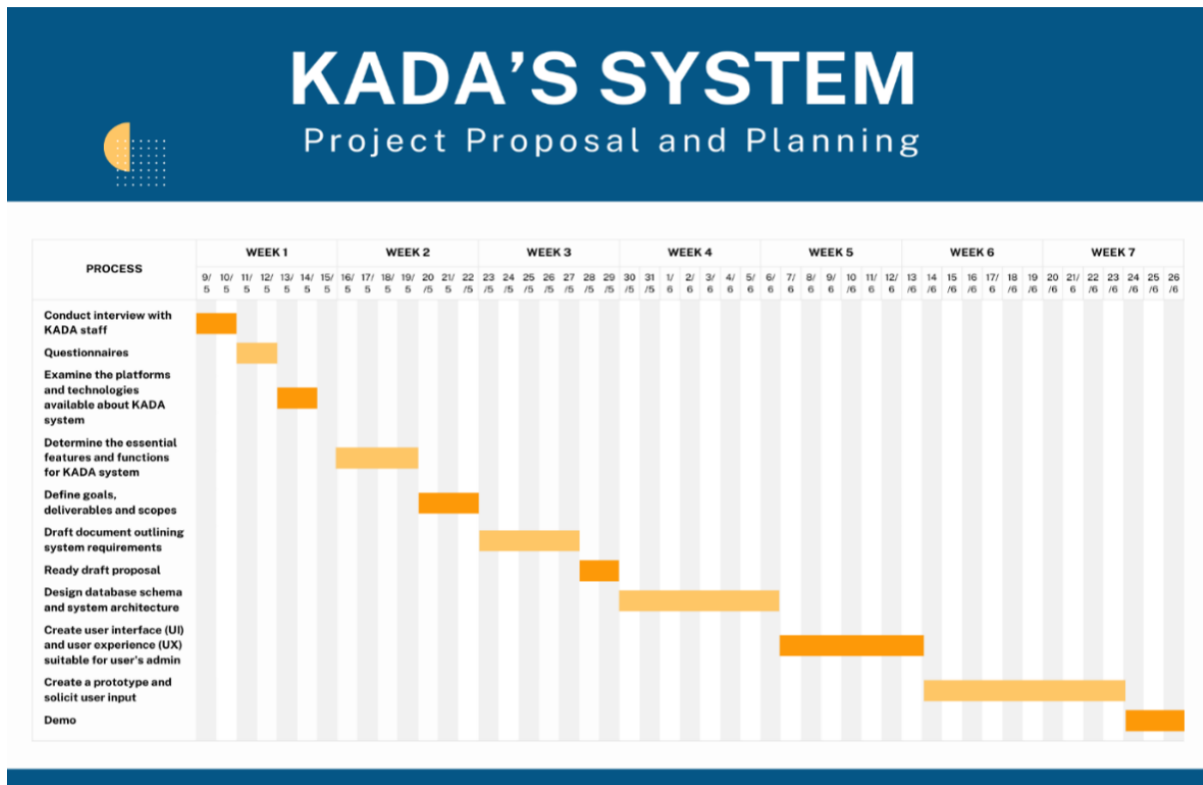 KADA'S SYSTEM
Project Proposal and Planning
PROCESS
WEEK 1 WEEK 2 WEEK 3 WEEK 4 WEEK 5 WEEK 6 WEEK 7
9/ 10/ 11/ 12/ 13/ 14/ 15/ 16/ 17/ 18/ 19/ 20 21/ 22 23 24 25 26 27 28 29 30 31 1/ 2/ 3/ 4/ 5/ 6/ 7/ 8/ 9/ 10 11/ 12/ 13 14 15 16 17/ 18 19 20 21/ 22 23 24 25 26
5 5 5 5 5 5 5 5 5 5 5 /5 5 /5 /5 /5 /5 /5 /5 /5 /5 /5 /5 6 6 6 6 6 6 6 6 6 /6 6 6 /6 /6 /6 /6 6 /6 /6 /6 6 /6 /6 /6 /6 /6
Conduct interview with
KADA staff
Questionnaires
Examine the platforms
and technologies
available about KADA
system
Determine the essential
features and functions
for KADA system
Define goals,
deliverables and scopes
Draft document outlining
system requirements
Ready draft proposal
Design database schema
and system architecture
Create user interface (UI)
and user experience (UX)
suitable for user's admin
Create a prototype and
solicit user input
Demo